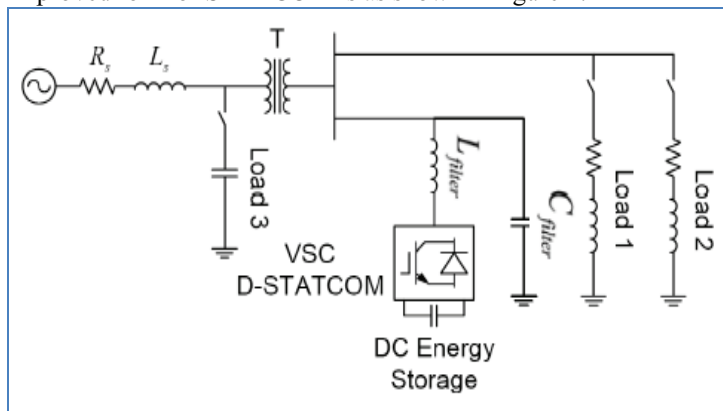 T
R_s
L_s
Load 3
L_filter
C_filter
Load 1
Load 2
VSC
D-STATCOM
DC Energy
Storage